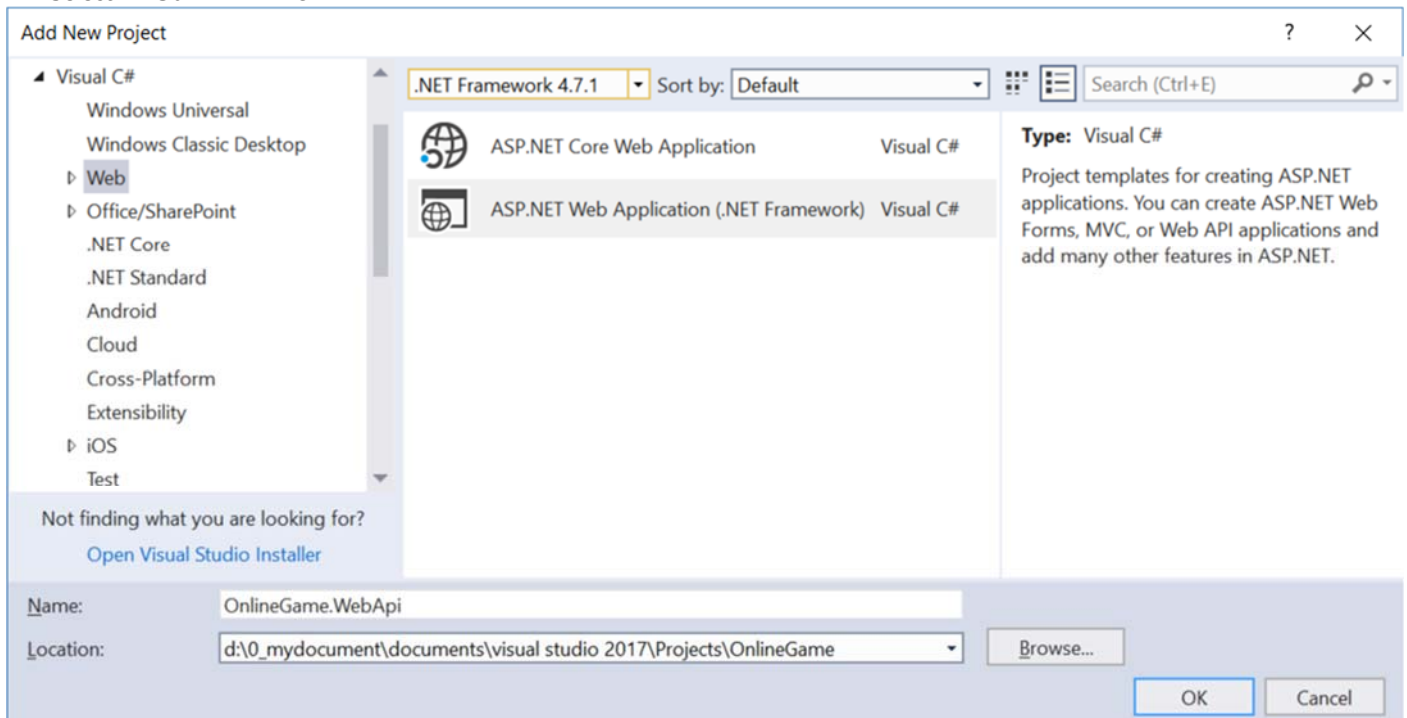 Add New Project
?
Visual C#
Windows Universal
Windows Classic Desktop
Web
Office/SharePoint
.NET Core
.NET Standard
Android
Cloud
Cross-Platform
Extensibility
iOS
Test
Not finding what you are looking for?
Open Visual Studio Installer
.NET Framework 4.7.1 Sort by: Default
Search (Ctrl+E)
ASP.NET Core Web Application Visual C#
ASP.NET Web Application (.NET Framework) Visual C#
Type: Visual C#
Project templates for creating ASP.NET
applications. You can create ASP.NET Web
Forms, MVC, or Web API applications and
add many other features in ASP.NET.
Name: OnlineGame.WebApi
Location: d:\0_mydocument\documents\visual studio 2017\Projects\OnlineGame
Browse...
OK Cancel